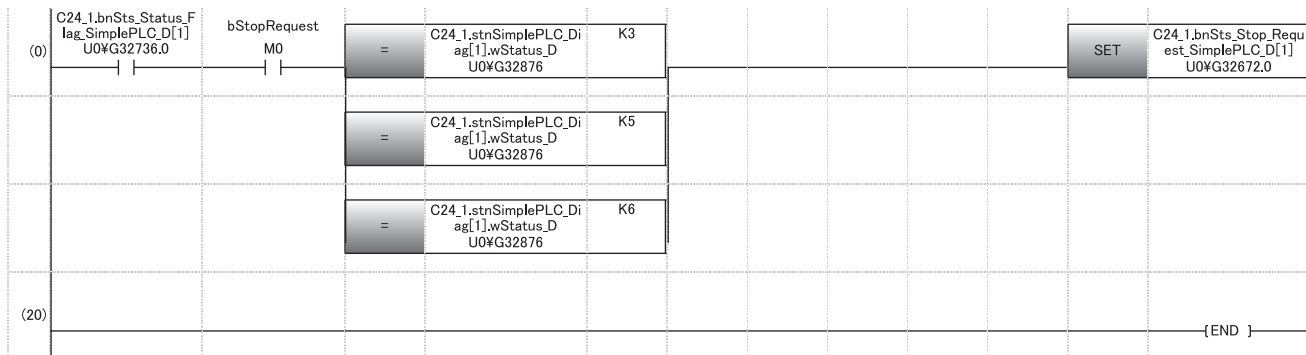 C24_1.bnSts_Status_F
lag_SimplePLC_D[1]
U0¥G32736.0
bStopRequest
M0
(0)
=
C24_1.stnSimplePLC_Di
ag[1].wStatus_D
U0¥G32876
K3
SET
C24_1.bnSts_Stop_Requ
est_SimplePLC_D[1]
U0¥G32672.0
=
C24_1.stnSimplePLC_Di
ag[1].wStatus_D
U0¥G32876
K5
=
C24_1.stnSimplePLC_Di
ag[1].wStatus_D
U0¥G32876
K6
(20)
[END ]